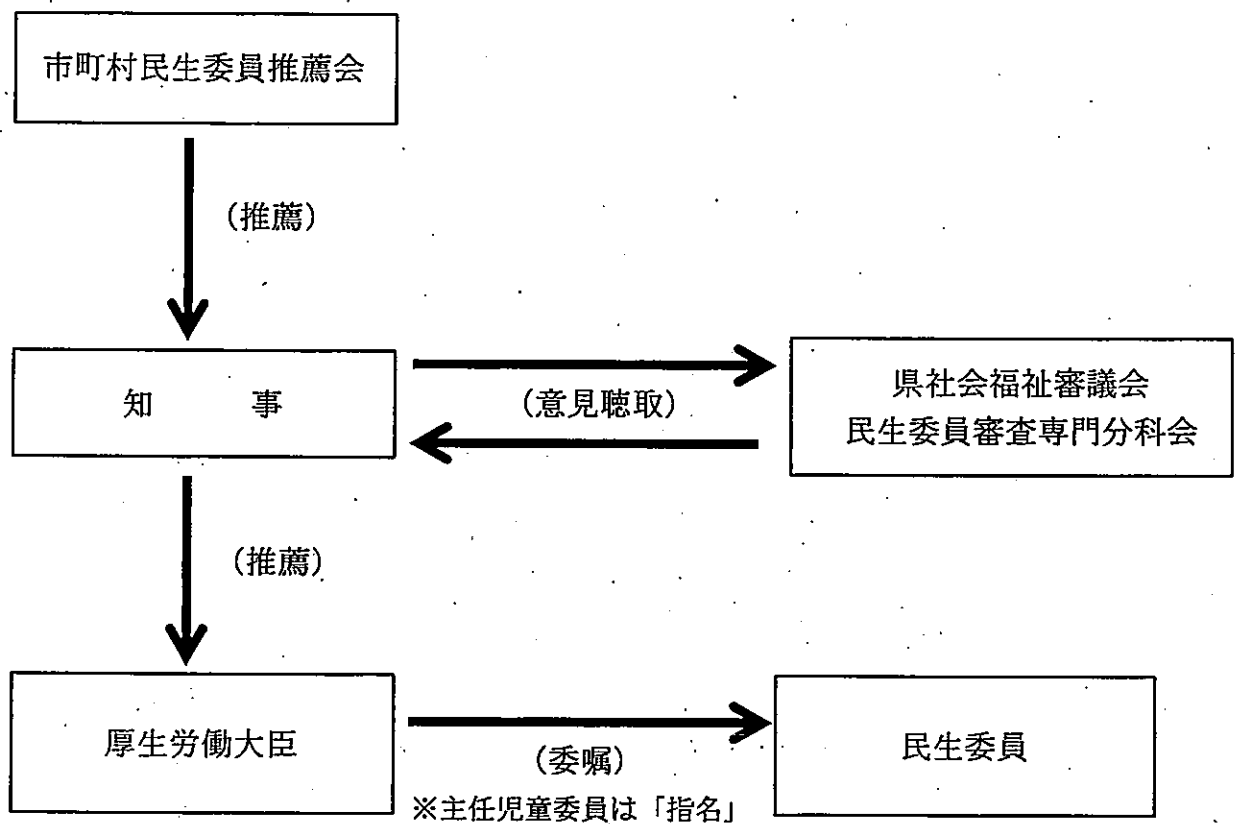 市町村民生委員推薦会
(推薦)
知 事
(意見聴取)
県社会福祉審議会
民生委員審査専門分科会
(推薦)
厚生労働大臣
(委嘱)
※主任児童委員は「指名」
民生委員